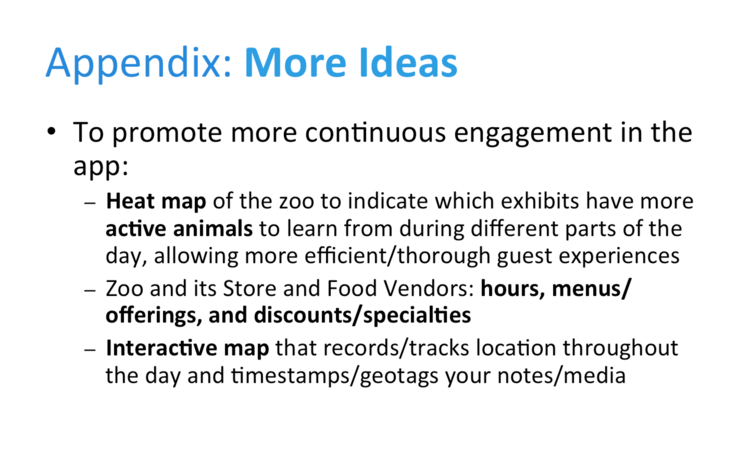 Appendix: More Ideas
• To promote more continuous engagement in the
app:
– Heat map of the zoo to indicate which exhibits have more
active animals to learn from during different parts of the
day, allowing more efficient/thorough guest experiences
– Zoo and its Store and Food Vendors: hours, menus/
offerings, and discounts/specialties
– Interactive map that records/tracks location throughout
the day and timestamps/geotags your notes/media